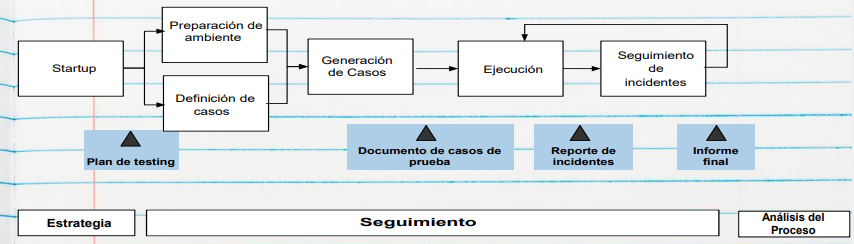 Preparación de
ambiente
Startup
Definición de
casos
Generación
de Casos
Ejecución
Seguimiento
de
incidentes
Plan de testing
Documento de casos de
prueba
Reporte de
incidentes
Informe
final
Estrategia
Seguimiento
Análisis del
Proceso